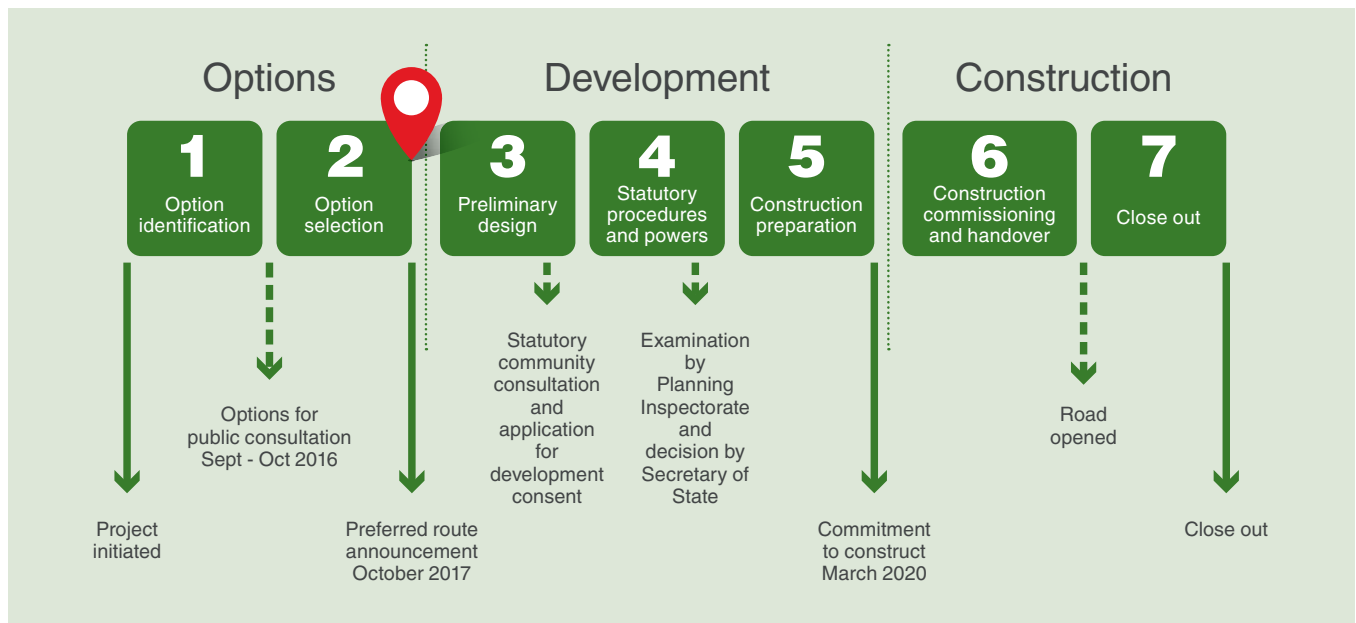 Options
Development
Construction
1
Option
identification
2
Option
selection
3
Preliminary
design
4
Statutory
procedures
and powers
5
Construction
preparation
6
Construction
commissioning
and handover
7
Close out
Project
initiated
Options for
public consultation
Sept - Oct 2016
Preferred route
announcement
October 2017
Statutory
community
consultation
and
application
for
development
consent
Examination
by
Planning
Inspectorate
and
decision by
Secretary of
State
Commitment
to construct
March 2020
Road
opened
Close out